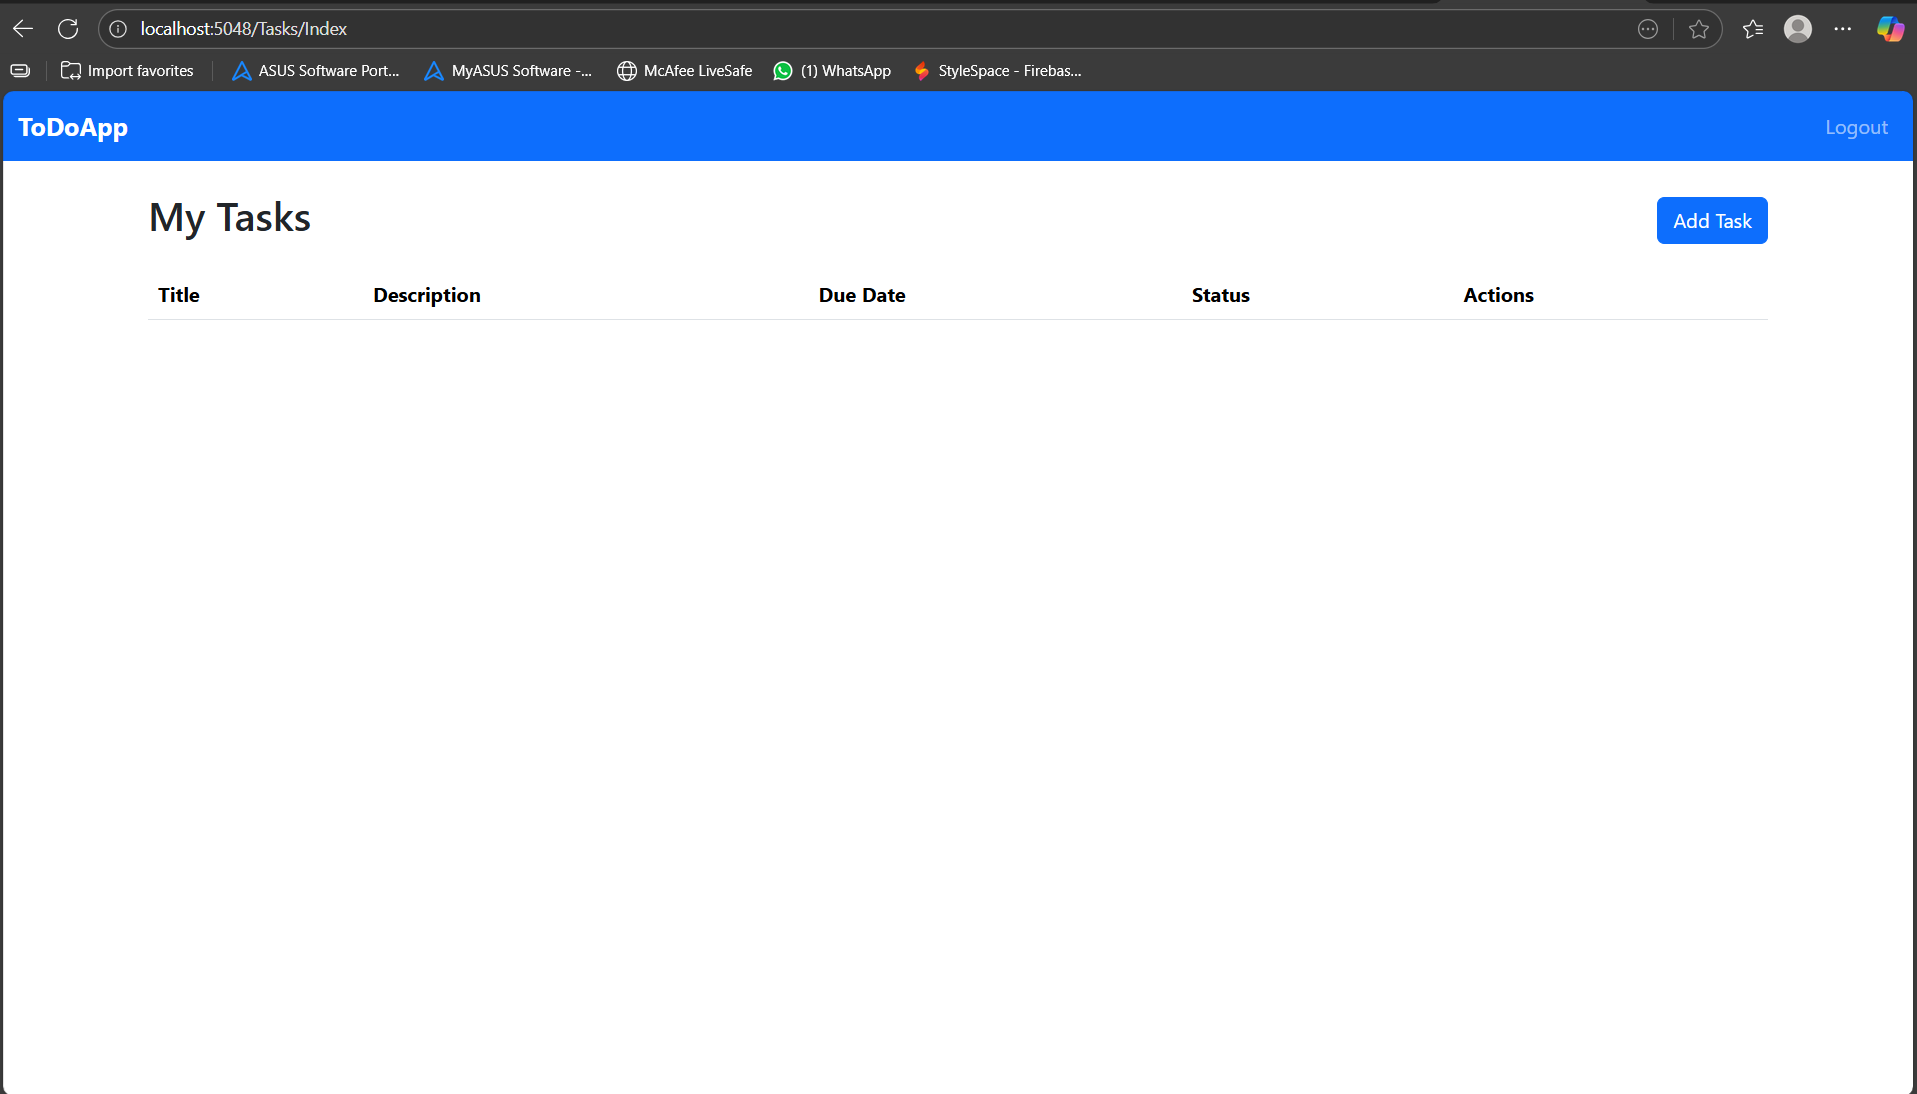 localhost:5048/Tasks/Index
Import favorites
ASUS Software Port...
MyASUS Software -...
McAfee LiveSafe
(1) WhatsApp
StyleSpace - Firebas...
ToDoApp
Logout
My Tasks
Add Task
Title Description Due Date Status Actions